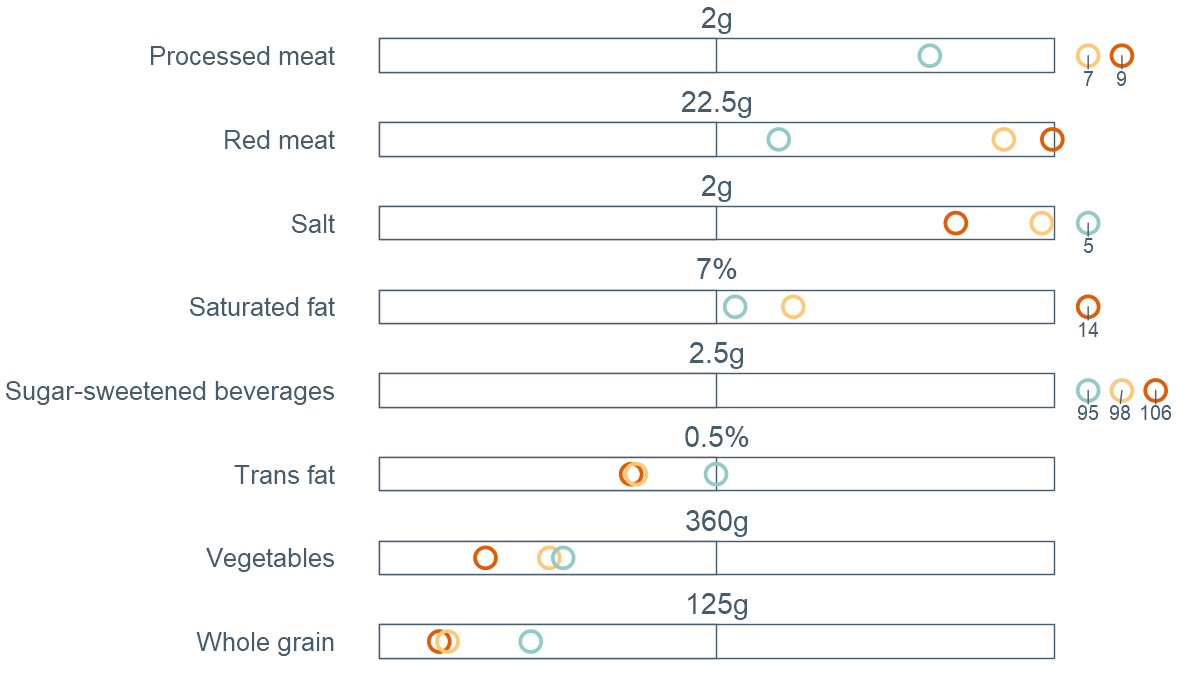 2g
Processed meat
7 9
22.5g
Red meat
2g
Salt
5
7%
Saturated fat
14
2.5g
Sugar-sweetened beverages
95 98 106
0.5%
Trans fat
360g
Vegetables
125g
Whole grain